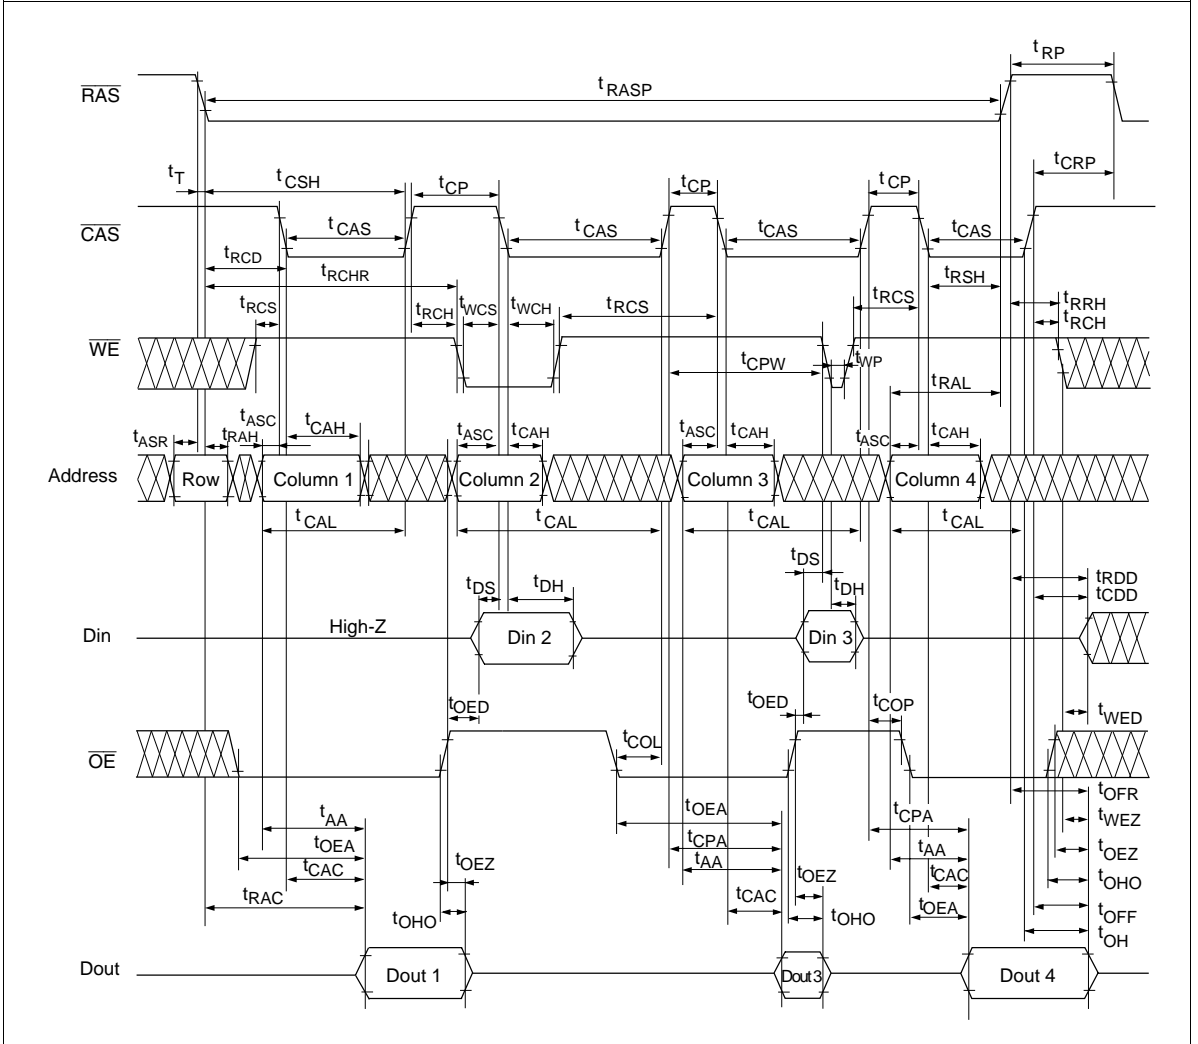 tRP
RAS
tRASP
tT
tCSH
tCP
tCP
tCP
tCRP
CAS
tCAS
tCAS
tCAS
tCAS
tRCD
tRCHR
tRSH
tRCS
tRCH
tWCS
tWCH
tRCS
tRCS
tRRH
tRCH
WE
tCPW
tWP
tRAL
tASR
tRAH
tASC
tCAH
tASC
tCAH
tASC
tCAH
tASC
tCAH
Address
Row
Column 1
Column 2
Column 3
Column 4
tCAL
tCAL
tCAL
tCAL
tDS
tDH
tDS
tDH
tRDD
tCDD
Din
High-Z
Din 2
Din 3
tOED
tOED
tCOP
tWED
OE
tCOL
tOFR
tAA
tOEA
tCPA
tWEZ
tOEA
tCPA
tAA
tOEZ
tCAC
tOEZ
tAA
tOEZ
tCAC
tOHO
tRAC
tOHO
tCAC
tOHO
tOEA
tOFF
tOH
Dout
Dout 1
Dout3
Dout 4